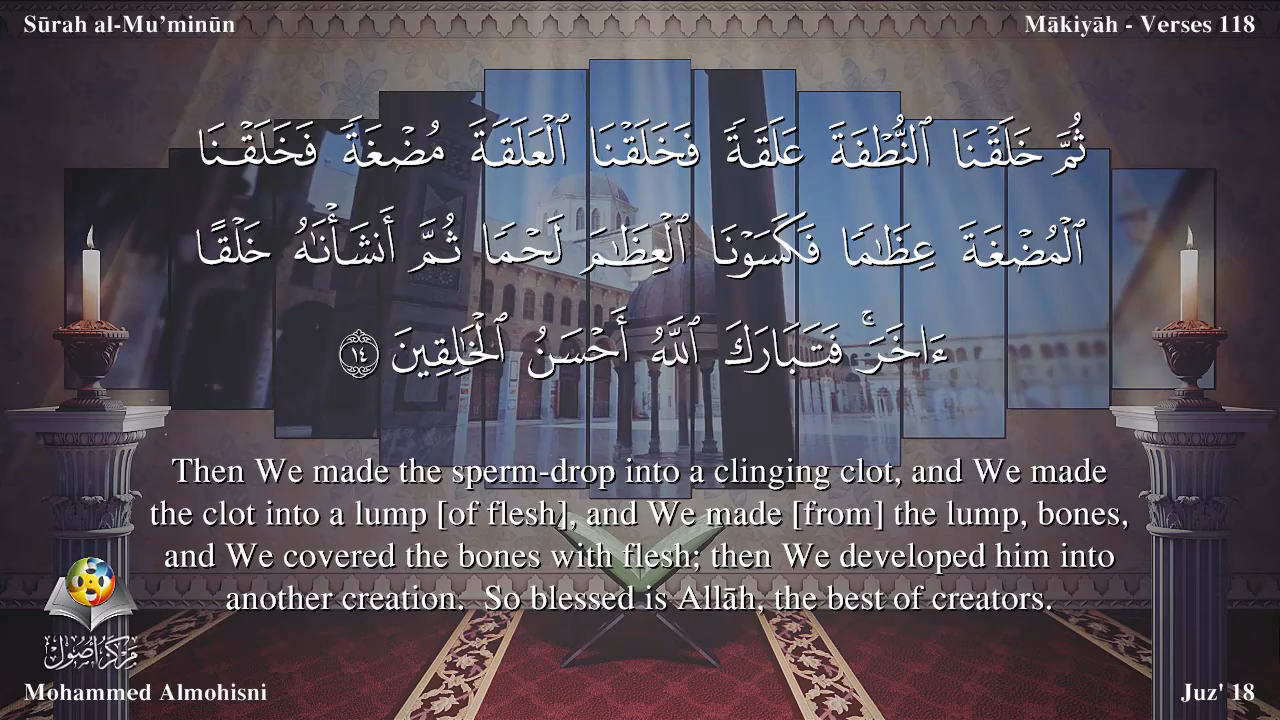 Sūrah al-Mu’minūn
Mākiyāh - Verses 118
ثُمَّ خَلَقْنَا ٱلنُّطْفَةَ عَلَقَةً فَخَلَقْنَا ٱلْعَلَقَةَ مُضْغَةً فَخَلَقْنَا
ٱلْمُضْغَةَ عِظَٰمًا فَكَسَوْنَا ٱلْعِظَٰمَ لَحْمًا ثُمَّ أَنشَأْنَٰهُ خَلْقًا
ءَاخَرَ ۚ فَتَبَارَكَ ٱللَّهُ أَحْسَنُ ٱلْخَٰلِقِينَ ١٤
Then We made the sperm-drop into a clinging clot, and We made
the clot into a lump [of flesh], and We made [from] the lump, bones,
and We covered the bones with flesh; then We developed him into
another creation.  So blessed is Allāh, the best of creators.
مركز أصول
Mohammed Almohisni
Juz' 18